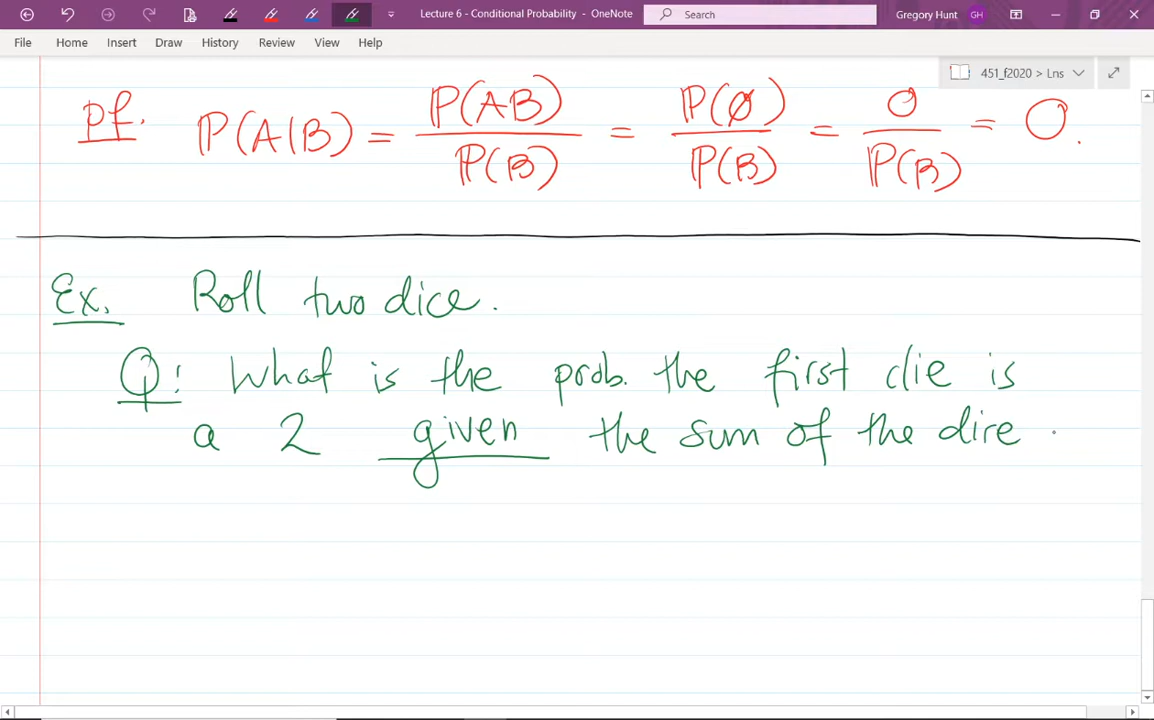 Lecture 6 - Conditional Probability - OneNote
Search
Gregory Hunt GH
File Home Insert Draw History Review View Help
451_f2020 > Lns
pf. P(A|B) = P(AB) / P(B) = P(∅) / P(B) = 0 / P(B) = 0.
Ex. Roll two dice.
Q: What is the prob. the first die is
a 2 given the sum of the dice